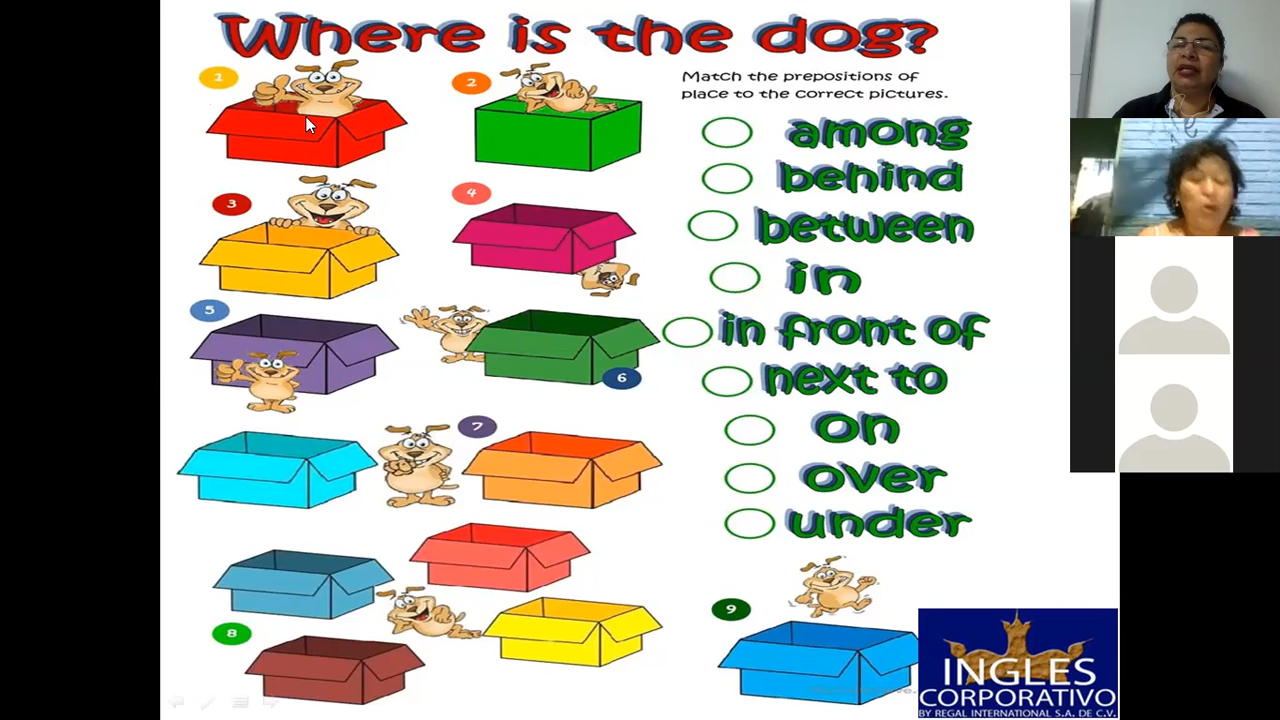 Where is the dog?
Match the prepositions of
place to the correct pictures.
1
2
3
4
5
6
7
8
9
among
behind
between
in
in front of
next to
on
over
under
INGLES
CORPORATIVO
BY REGAL INTERNATIONAL S.A. DE C.V.